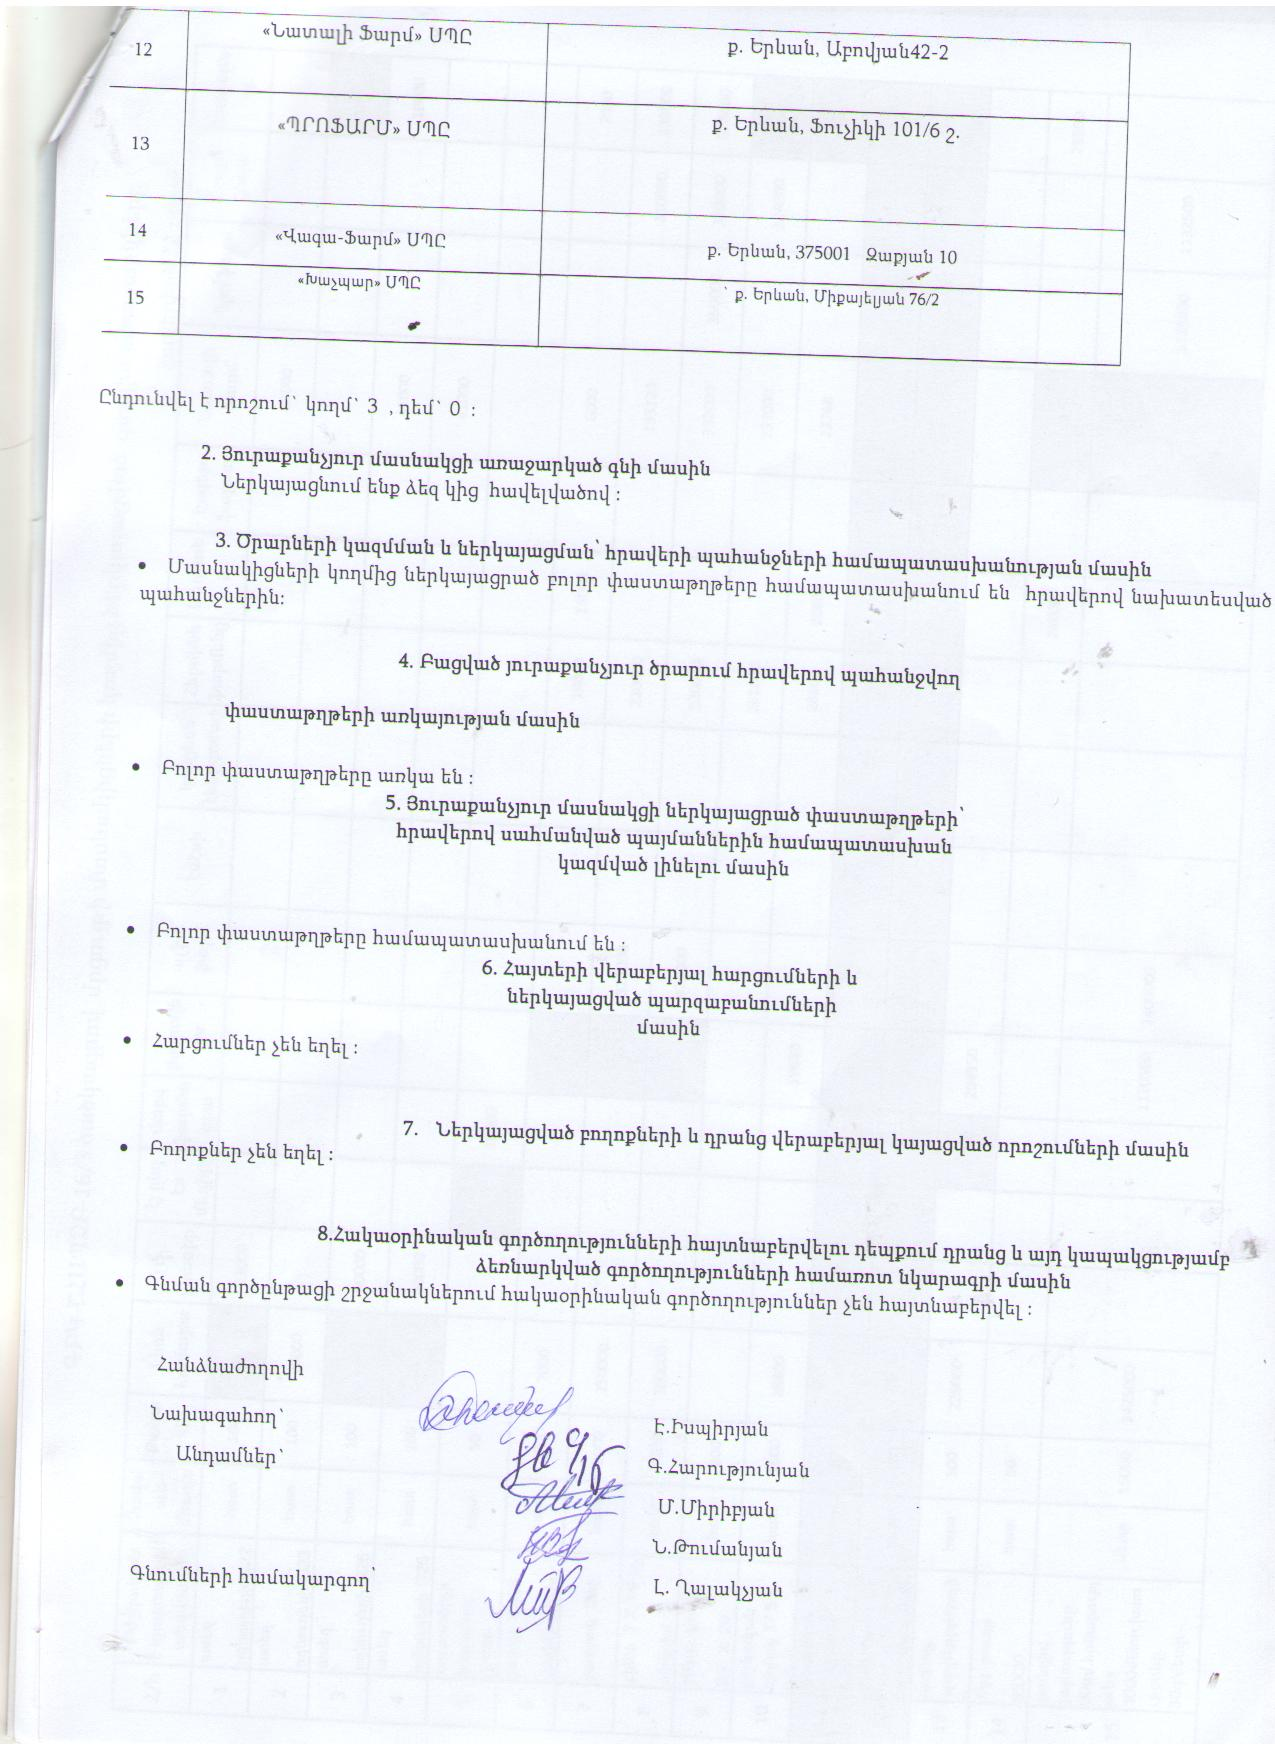 12 «Նատալի Ֆարմ» ՍՊԸ ք. Երևան, Աբովյան42-2
13 «ՊՐՈՖԱՐՄ» ՍՊԸ ք. Երևան, Ֆուչիկի 101/6 շ.
14 «Վագա-Ֆարմ» ՍՊԸ ք. Երևան, 375001 Զաքյան 10
15 «Խաչպար» ՍՊԸ ՝ ք. Երևան, Միքայելյան 76/2
Ընդունվել է որոշում՝ կողմ՝ 3 , դեմ՝ 0 ։
2. Յուրաքանչյուր մասնակցի առաջարկած գնի մասին
Ներկայացնում ենք ձեզ կից հավելվածով ։
3. Ծրարների կազմման և ներկայացման՝ հրավերի պահանջների համապատասխանության մասին
• Մասնակիցների կողմից ներկայացրած բոլոր փաստաթղթերը համապատասխանում են հրավերով նախատեսված
պահանջներին։
4. Բացված յուրաքանչյուր ծրարում հրավերով պահանջվող
փաստաթղթերի առկայության մասին
• Բոլոր փաստաթղթերը առկա են ։
5. Յուրաքանչյուր մասնակցի ներկայացրած փաստաթղթերի՝
հրավերով սահմանված պայմաններին համապատասխան
կազմված լինելու մասին
• Բոլոր փաստաթղթերը համապատասխանում են ։
6. Հայտերի վերաբերյալ հարցումների և
ներկայացված պարզաբանումների
մասին
• Հարցումներ չեն եղել ։
7. Ներկայացված բողոքների և դրանց վերաբերյալ կայացված որոշումների մասին
• Բողոքներ չեն եղել ։
8.Հակաօրինական գործողությունների հայտնաբերվելու դեպքում դրանց և այդ կապակցությամբ
ձեռնարկված գործողությունների համառոտ նկարագրի մասին
• Գնման գործընթացի շրջանակներում հակաօրինական գործողություններ չեն հայտնաբերվել ։
Հանձնաժողովի
Նախագահող՝ Է.Իսպիրյան
Անդամներ՝ Գ.Հարությունյան
Մ.Միրիբյան
Ն.Թումանյան
Գնումների համակարգող՝ Լ. Ղալակչյան